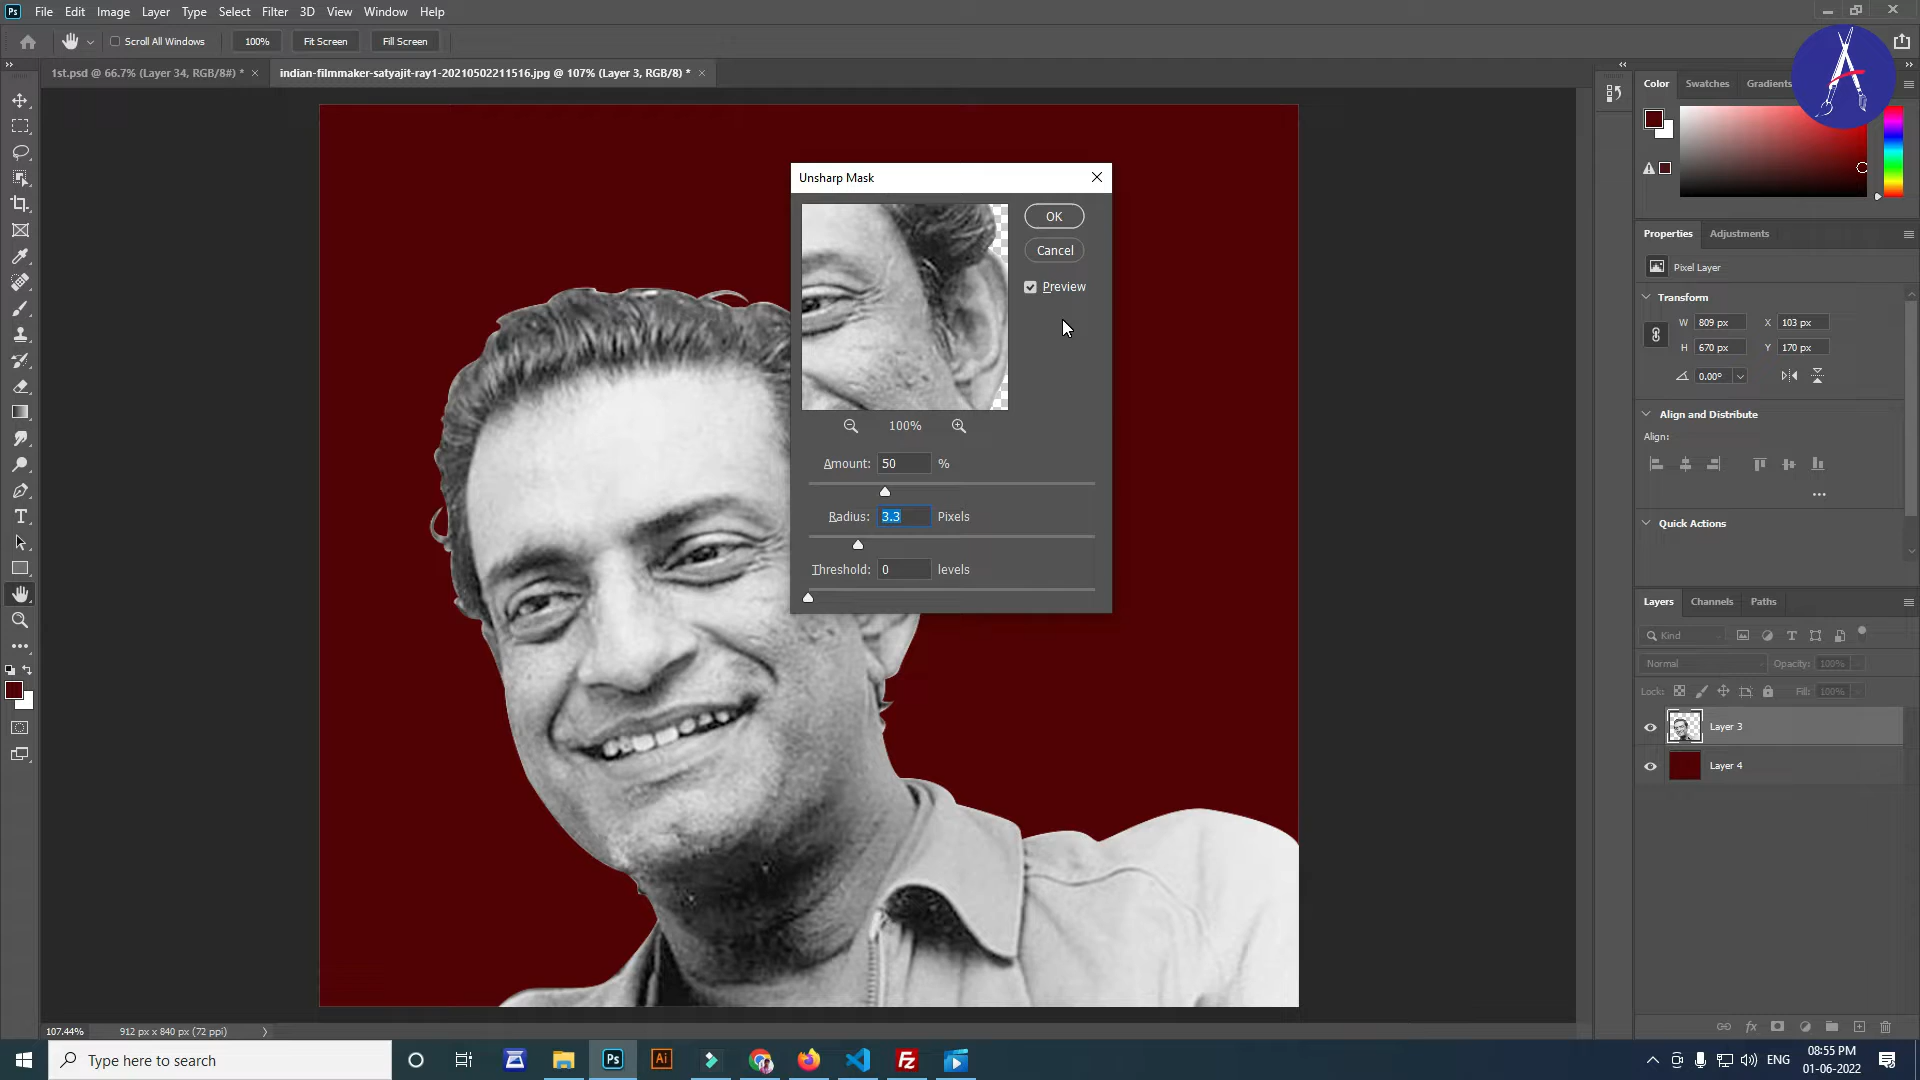 Ps File Edit Image Layer Type Select Filter 3D View Window Help
Scroll All Windows 100% Fit Screen Fill Screen
1st.psd @ 66.7% (Layer 34, RGB/8#) * × indian-filmmaker-satyajit-ray1-20210502211516.jpg @ 107% (Layer 3, RGB/8) * ×
Color Swatches Gradients
Unsharp Mask
OK
Cancel
Preview
100%
Amount: 50 %
Radius: 3.3 Pixels
Threshold: 0 levels
Properties Adjustments
Pixel Layer
Transform
W 809 px X 103 px
H 670 px Y 170 px
0.00°
Align and Distribute
Align:
Quick Actions
Layers Channels Paths
Kind
Normal Opacity: 100%
Lock: Fill: 100%
Layer 3
Layer 4
107.44% 912 px x 840 px (72 ppi)
Type here to search
Ps Ai Fz
ENG
08:55 PM
01-06-2022